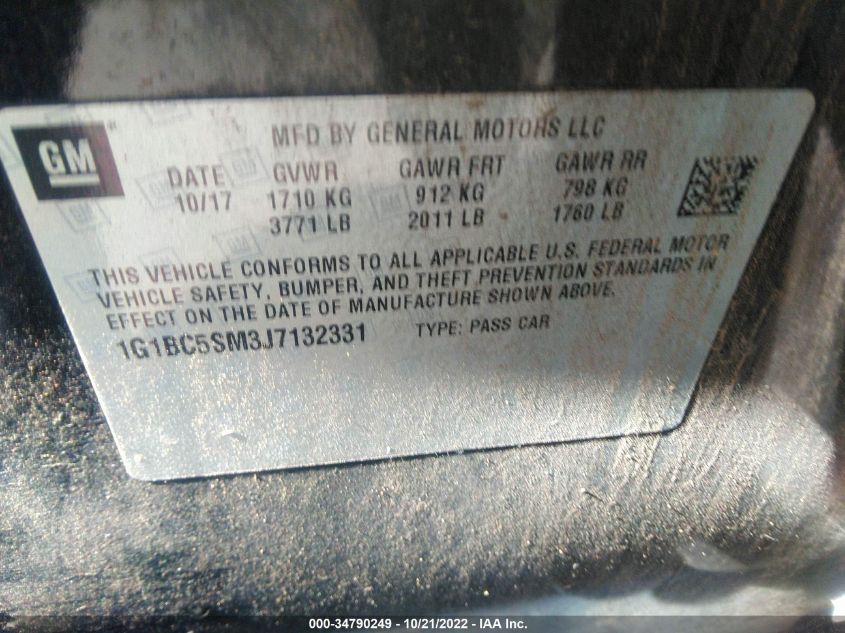 GM
MFD BY GENERAL MOTORS LLC
DATE GVWR GAWR FRT GAWR RR
10/17 1710 KG 912 KG 798 KG
3771 LB 2011 LB 1760 LB
THIS VEHICLE CONFORMS TO ALL APPLICABLE U.S. FEDERAL MOTOR
VEHICLE SAFETY, BUMPER, AND THEFT PREVENTION STANDARDS IN
EFFECT ON THE DATE OF MANUFACTURE SHOWN ABOVE.
1G1BC5SM3J7132331 TYPE: PASS CAR
000-34790249 - 10/21/2022 - IAA Inc.